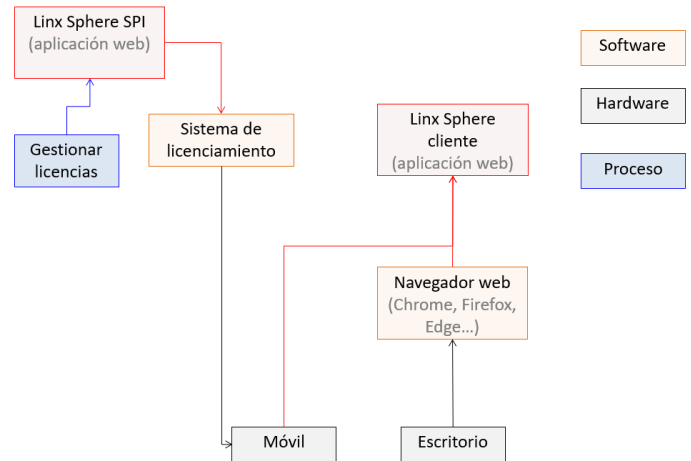 Linx Sphere SPI
(aplicación web)
Software
Hardware
Linx Sphere
cliente
(aplicación web)
Sistema de
licenciamiento
Gestionar
licencias
Proceso
Navegador web
(Chrome, Firefox,
Edge…)
Móvil
Escritorio